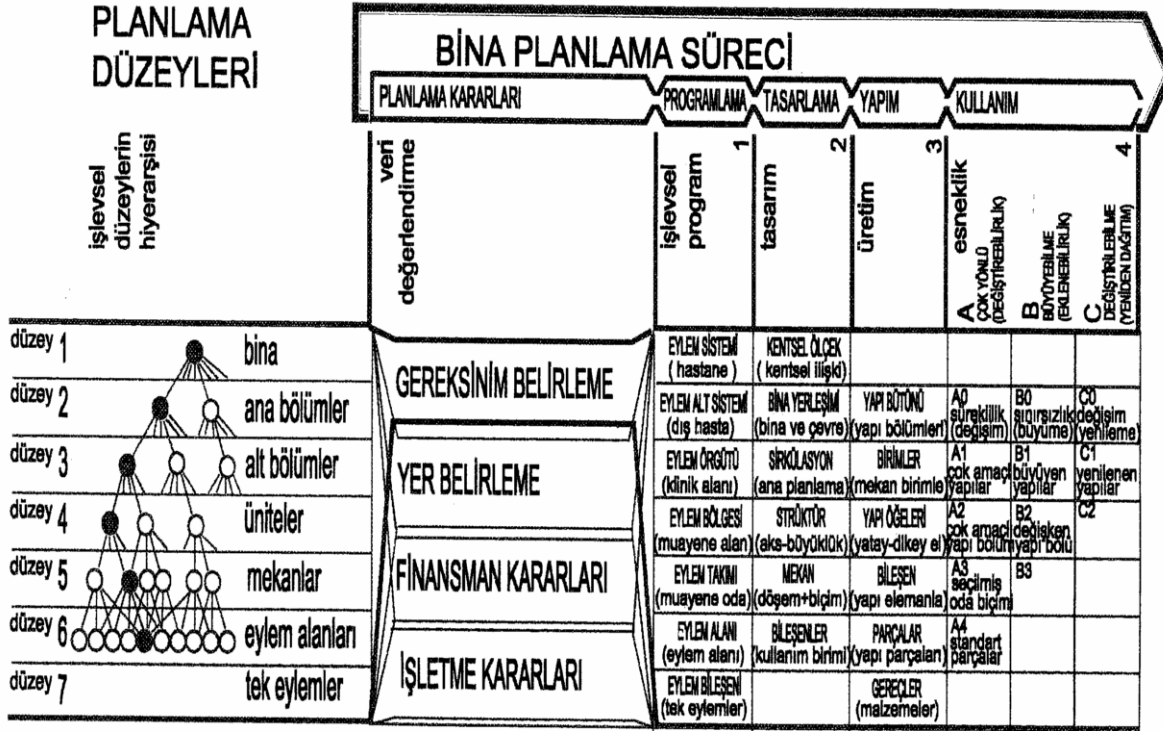 PLANLAMA
DÜZEYLERİ
BİNA PLANLAMA SÜRECİ
PLANLAMA KARARLARI
PROGRAMLAMA
TASARLAMA
YAPIM
KULLANIM
işlevsel
düzeylerin
hiyerarşisi
veri
değerlendirme
işlevsel
program
1
tasarım
2
üretim
3
esneklik
4
A
ÇOK YÖNLÜ
(DEĞİŞTİREBİLİRLİK)
B
BÜYÜYEBİLME
(EKLENEBİLİRLİK)
C
DEĞİŞTİRİLEBİLME
(YENİDEN DAĞITIM)
düzey 1
bina
düzey 2
ana bölümler
düzey 3
alt bölümler
düzey 4
üniteler
düzey 5
mekanlar
düzey 6
eylem alanları
düzey 7
tek eylemler
GEREKSİNİM BELİRLEME
YER BELİRLEME
FİNANSMAN KARARLARI
İŞLETME KARARLARI
EYLEM SİSTEMİ
( hastane )
KENTSEL ÖLÇEK
( kentsel ilişki)
EYLEM ALT SİSTEMİ
(dış hasta)
BİNA YERLEŞİMİ
(bina ve çevre)
YAPI BÜTÜNÜ
(yapı bölümleri)
A0
süreklilik
(değişim)
B0
sınırsızlık
(büyüme)
C0
değişim
(yenileme)
EYLEM ÖRGÜTÜ
(klinik alanı)
SİRKÜLASYON
(ana planlama)
BİRİMLER
(mekan birimle)
A1
çok amaçl
yapılar
B1
büyüyen
yapılar
C1
yenilenen
yapılar
EYLEM BÖLGESİ
(muayene alan)
STRÜKTÜR
(aks-büyüklük)
YAPI ÖĞELERİ
(yatay-dikey el)
A2
çok amaçl
yapı bölüm
B2
değişken
yapı bölü
C2
EYLEM TAKIMI
(muayene oda)
MEKAN
(döşem+biçim)
BİLEŞEN
(yapı elemanla)
A3
seçilmiş
oda biçimi
B3
EYLEM ALANI
(eylem alanı)
BİLEŞENLER
(kullanım birimi)
PARÇALAR
(yapı parçaları)
A4
standart
parçalar
EYLEM BİLEŞENİ
(tek eylemler)
GEREÇLER
(malzemeler)